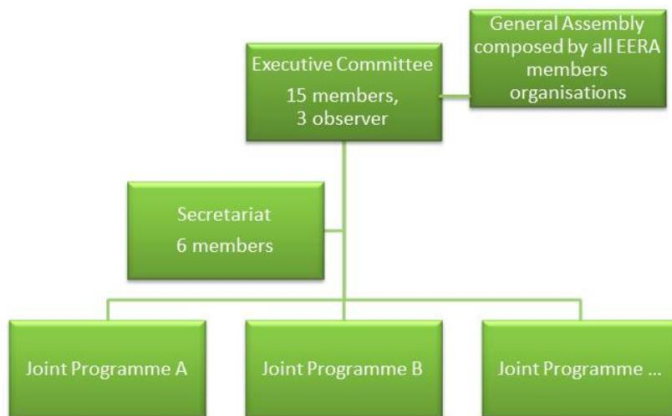 General Assembly
composed by all EERA
members
organisations
Executive Committee
15 members,
3 observer
Secretariat
6 members
Joint Programme A
Joint Programme B
Joint Programme ...